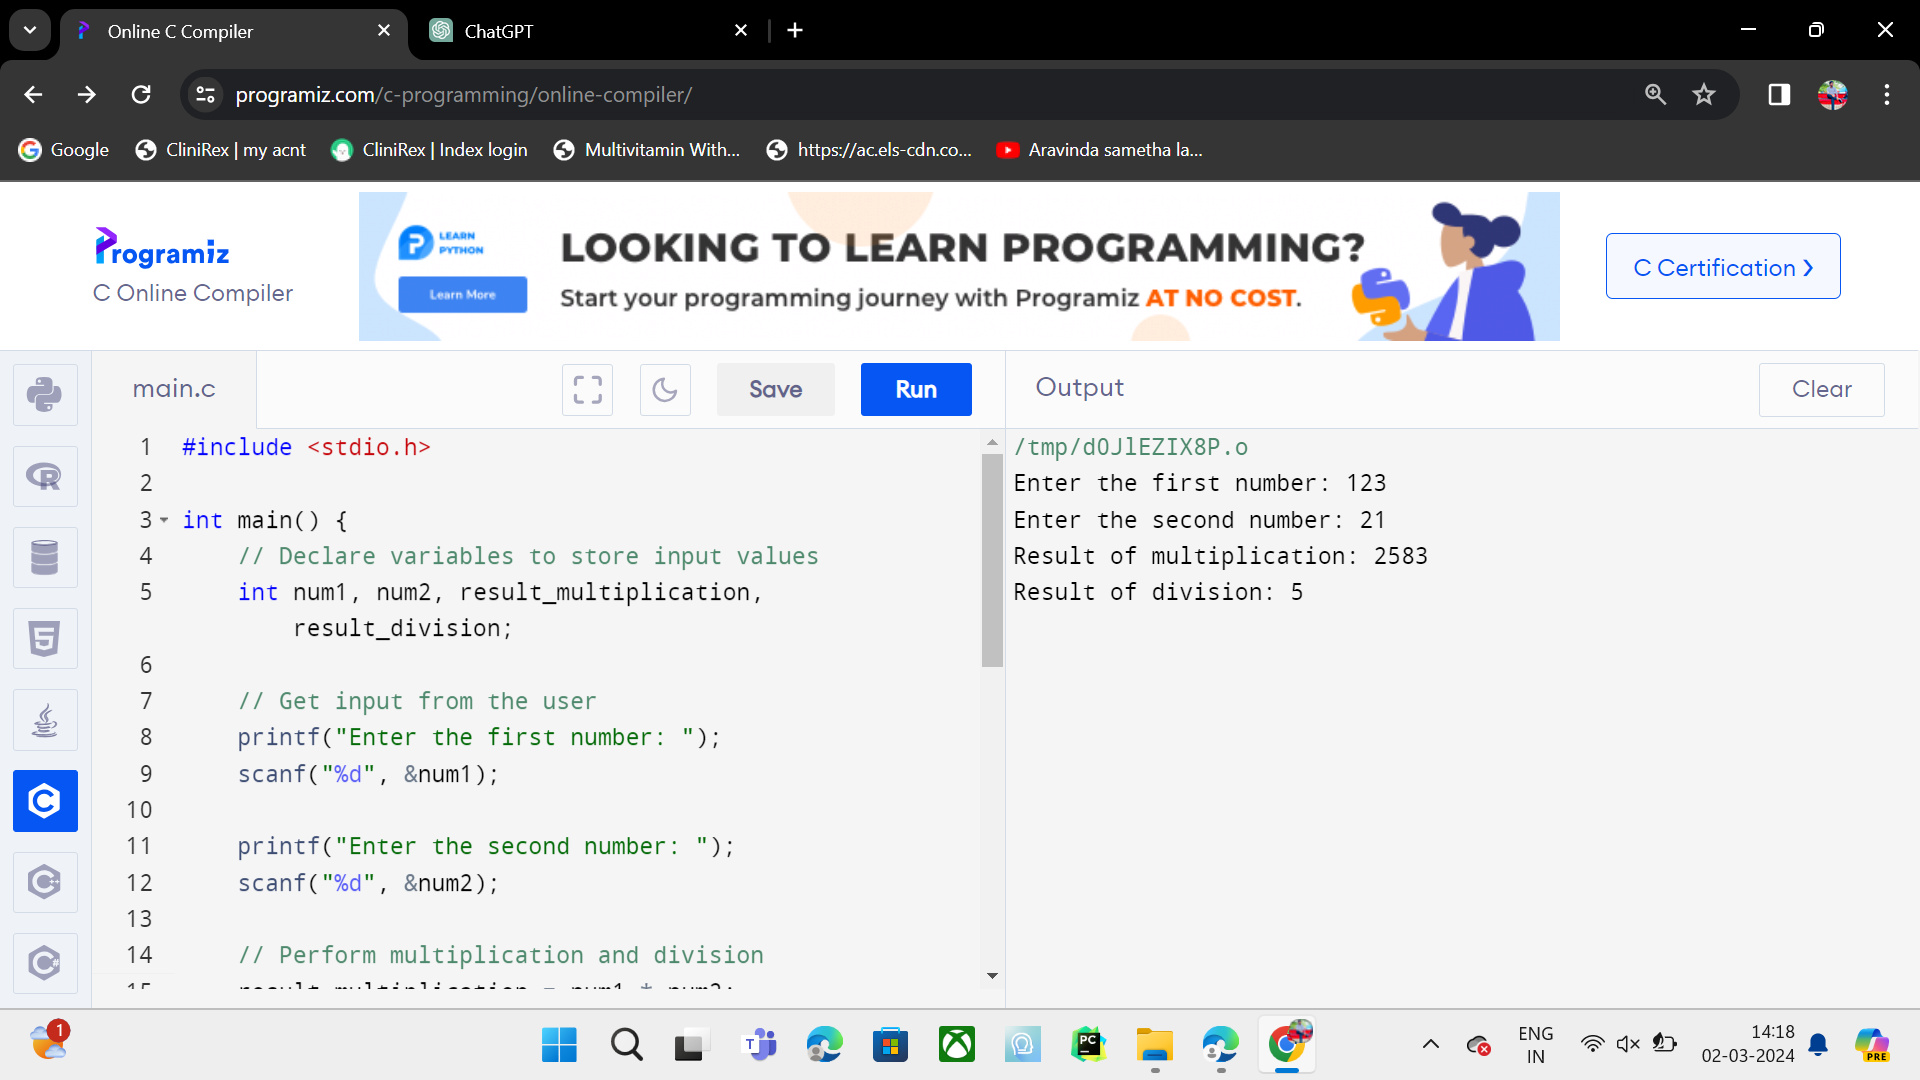 Online C Compiler
ChatGPT
programiz.com/c-programming/online-compiler/
Google
CliniRex | my acnt
CliniRex | Index login
Multivitamin With...
https://ac.els-cdn.co...
Aravinda sametha la...
Programiz
C Online Compiler
LEARN
PYTHON
Learn More
LOOKING TO LEARN PROGRAMMING?
Start your programming journey with Programiz AT NO COST.
C Certification >
main.c
Save
Run
Output
Clear
1 #include <stdio.h>
2
3 int main() {
4 // Declare variables to store input values
5 int num1, num2, result_multiplication,
result_division;
6
7 // Get input from the user
8 printf("Enter the first number: ");
9 scanf("%d", &num1);
10
11 printf("Enter the second number: ");
12 scanf("%d", &num2);
13
14 // Perform multiplication and division
15 result_multiplication = num1 * num2;
/tmp/dOJlEZIX8P.o
Enter the first number: 123
Enter the second number: 21
Result of multiplication: 2583
Result of division: 5
1
PC
PRE
ENG
IN
14:18
02-03-2024